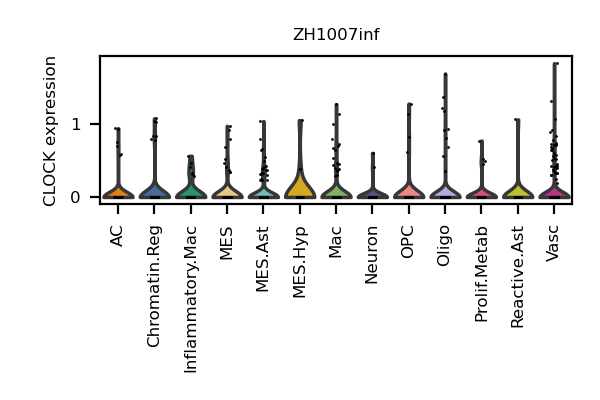 ZH1007inf
CLOCK expression
1
0
AC
Chromatin.Reg
Inflammatory.Mac
MES
MES.Ast
MES.Hyp
Mac
Neuron
OPC
Oligo
Prolif.Metab
Reactive.Ast
Vasc